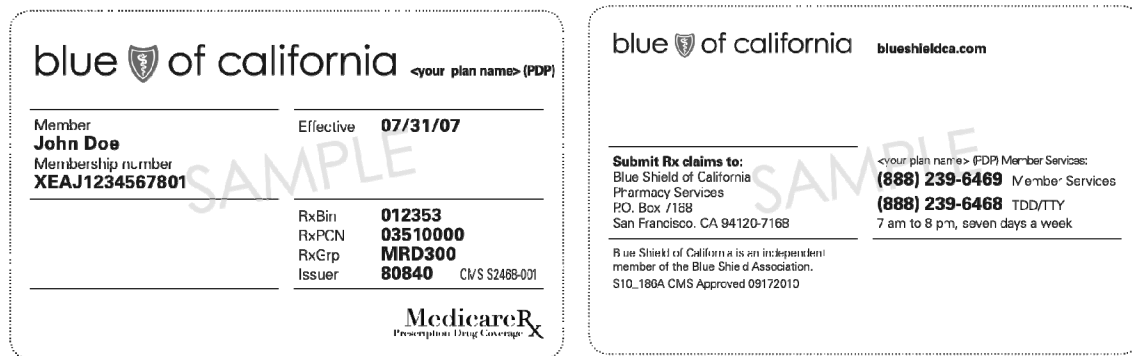 blue of california <your plan name> (PDP)
Member
John Doe
Membership number
XEAJ1234567801
Effective 07/31/07
RxBin 012353
RxPCN 03510000
RxGrp MRD300
Issuer 80840 CMS S2468-001
MedicareRx
Prescription Drug Coverage
SAMPLE
blue of california blueshieldca.com
Submit Rx claims to:
Blue Shield of California
Pharmacy Services
P.O. Box 7168
San Francisco, CA 94120-7168
<your plan name> (PDP) Member Services:
(888) 239-6469 Member Services
(888) 239-6468 TDD/TTY
7 am to 8 pm, seven days a week
Blue Shield of California is an independent
member of the Blue Shield Association.
S10_186A CMS Approved 09172010
SAMPLE